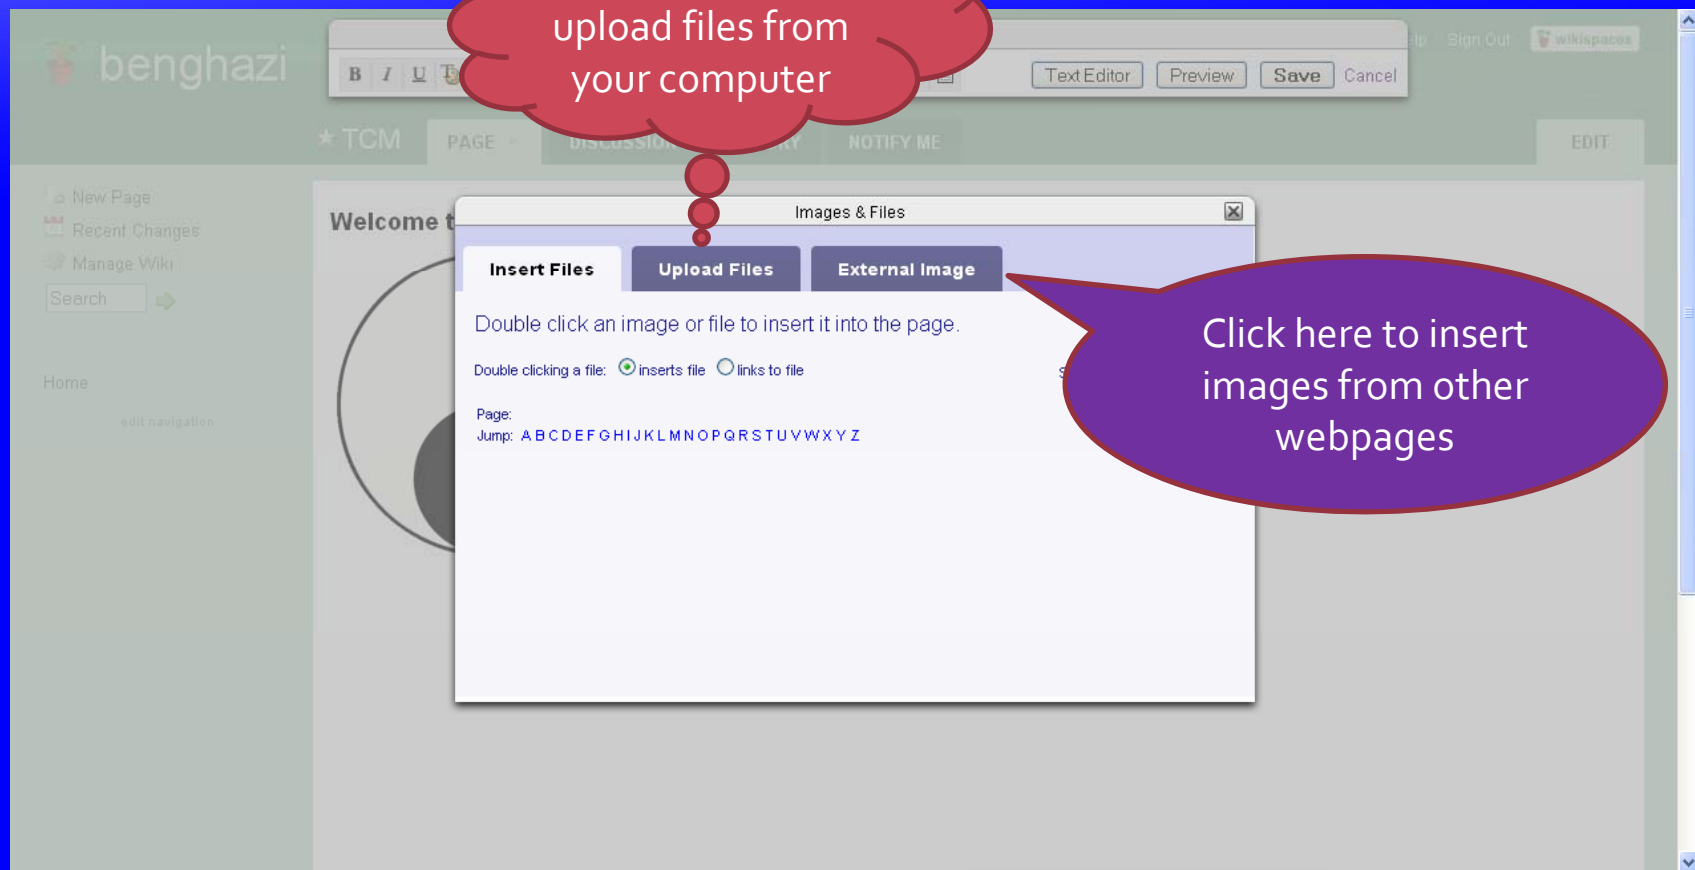 upload files from
your computer
benghazi
Sign Out wikispaces
B I U
Text Editor Preview Save Cancel
★ TCM PAGE NOTIFY ME EDIT
New Page
Recent Changes
Manage Wiki
Search
Home
edit navigation
Welcome
Images & Files
Insert Files Upload Files External Image
Double click an image or file to insert it into the page.
Double clicking a file: inserts file links to file
Page:
Jump: A B C D E F G H I J K L M N O P Q R S T U V W X Y Z
Click here to insert
images from other
webpages